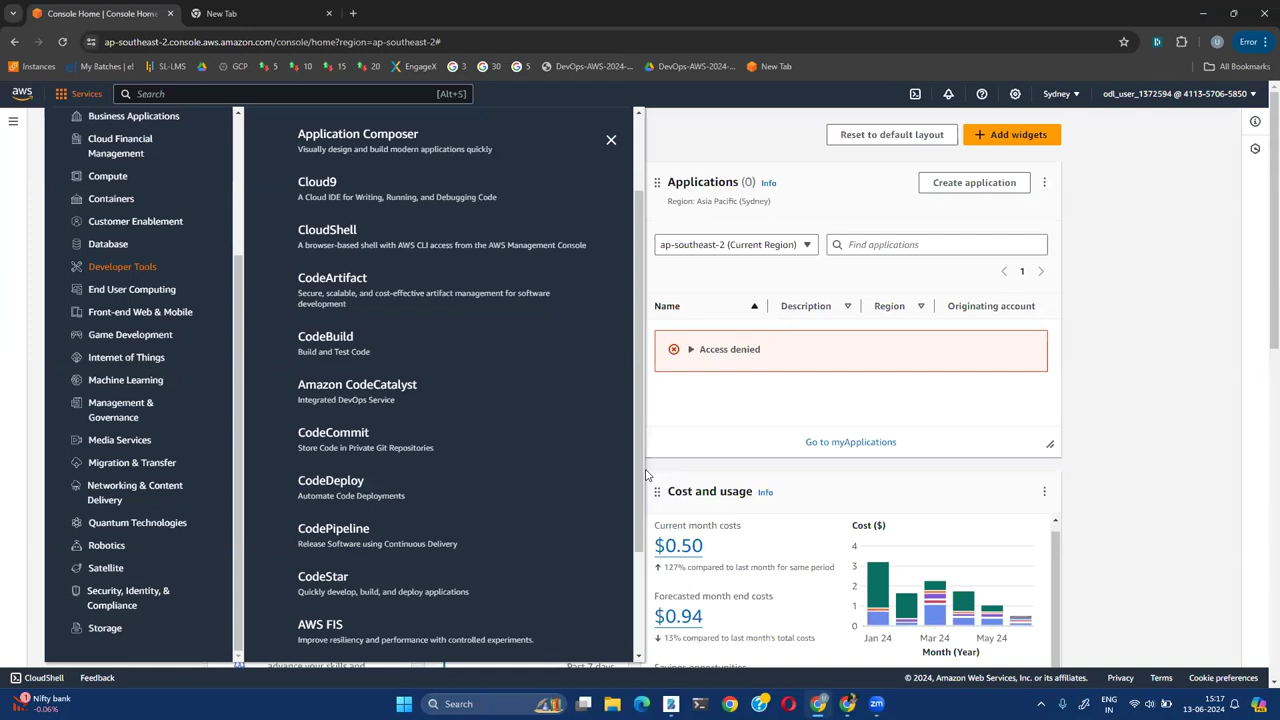 Console Home | Console Home
New Tab
ap-southeast-2.console.aws.amazon.com/console/home?region=ap-southeast-2#
Error
Instances
My Batches | e!
SL-LMS
GCP
5
10
15
20
EngageX
3
30
5
DevOps-AWS-2024-...
DevOps-AWS-2024-...
New Tab
All Bookmarks
aws
Services
Search
[Alt+S]
Sydney
odl_user_1372594 @ 4113-5706-5850
Business Applications
Cloud Financial
Management
Compute
Containers
Customer Enablement
Database
Developer Tools
End User Computing
Front-end Web & Mobile
Game Development
Internet of Things
Machine Learning
Management &
Governance
Media Services
Migration & Transfer
Networking & Content
Delivery
Quantum Technologies
Robotics
Satellite
Security, Identity, &
Compliance
Storage
Application Composer
Visually design and build modern applications quickly
Cloud9
A Cloud IDE for Writing, Running, and Debugging Code
CloudShell
A browser-based shell with AWS CLI access from the AWS Management Console
CodeArtifact
Secure, scalable, and cost-effective artifact management for software
development
CodeBuild
Build and Test Code
Amazon CodeCatalyst
Integrated DevOps Service
CodeCommit
Store Code in Private Git Repositories
CodeDeploy
Automate Code Deployments
CodePipeline
Release Software using Continuous Delivery
CodeStar
Quickly develop, build, and deploy applications
AWS FIS
Improve resiliency and performance with controlled experiments.
Reset to default layout
+ Add widgets
Applications (0) Info
Region: Asia Pacific (Sydney)
Create application
ap-southeast-2 (Current Region)
Find applications
1
Name
Description
Region
Originating account
Access denied
Go to myApplications
Cost and usage Info
Current month costs
$0.50
127% compared to last month for same period
Forecasted month end costs
$0.94
13% compared to last month's total costs
Savings opportunities
Cost ($)
4
3
2
1
0
Jan 24
Mar 24
May 24
Month (Year)
advance your skills and
Past 7 days
CloudShell
Feedback
© 2024, Amazon Web Services, Inc. or its affiliates.
Privacy
Terms
Cookie preferences
1
Nifty bank
-0.06%
Search
ENG
IN
15:17
13-06-2024